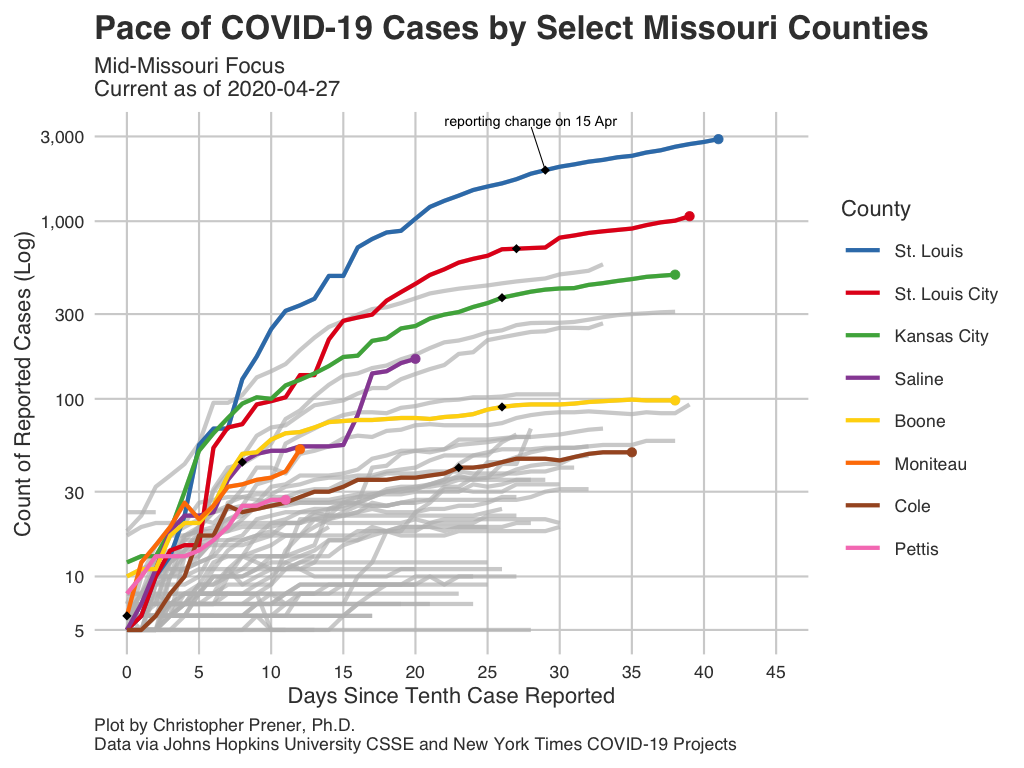 Pace of COVID-19 Cases by Select Missouri Counties
Mid-Missouri Focus
Current as of 2020-04-27
reporting change on 15 Apr
3,000
1,000
300
100
30
10
5
Count of Reported Cases (Log)
0 5 10 15 20 25 30 35 40 45
Days Since Tenth Case Reported
County
St. Louis
St. Louis City
Kansas City
Saline
Boone
Moniteau
Cole
Pettis
Plot by Christopher Prener, Ph.D.
Data via Johns Hopkins University CSSE and New York Times COVID-19 Projects